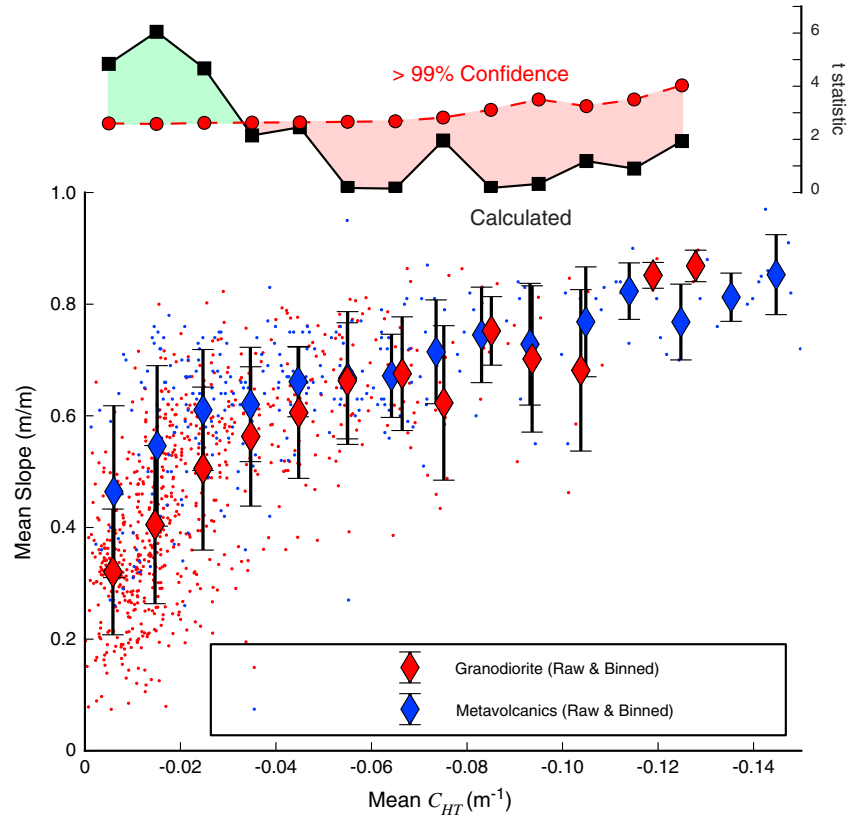 6
4
2
0
t statistic
> 99% Confidence
Calculated
1.0
0.8
0.6
0.4
0.2
0
Mean Slope (m/m)
Granodiorite (Raw & Binned)
Metavolcanics (Raw & Binned)
0 -0.02 -0.04 -0.06 -0.08 -0.10 -0.12 -0.14
Mean C_HT (m⁻¹)